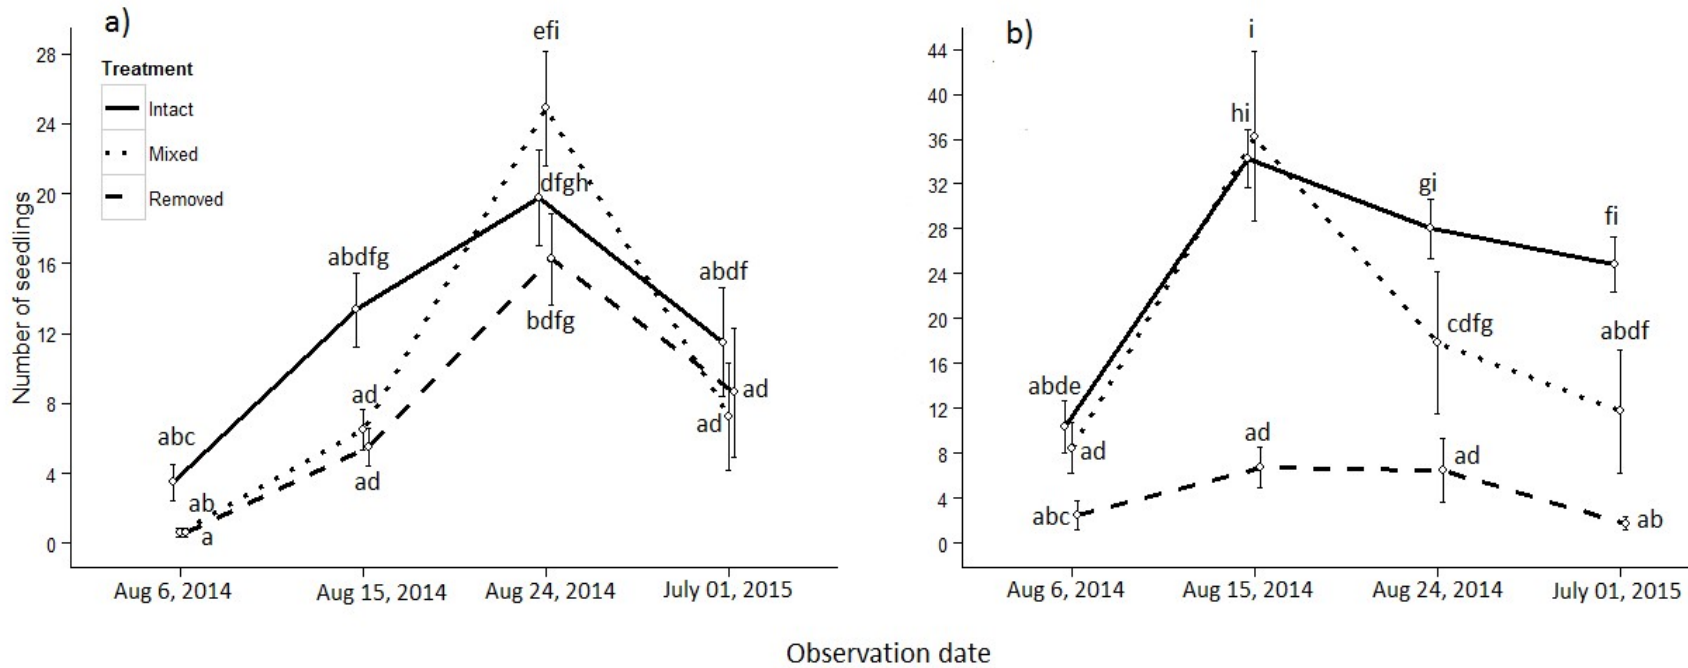 a)
Treatment
Intact
Mixed
Removed
Number of seedlings
28
24
20
16
12
8
4
0
abc
ab
a
abdfg
ad
ad
efi
dfgh
bdfg
abdf
ad
ad
Aug 6, 2014
Aug 15, 2014
Aug 24, 2014
July 01, 2015
b)
44
40
36
32
28
24
20
16
12
8
4
0
abde
ad
abc
i
hi
ad
gi
cdfg
ad
fi
abdf
ab
Aug 6, 2014
Aug 15, 2014
Aug 24, 2014
July 01, 2015
Observation date